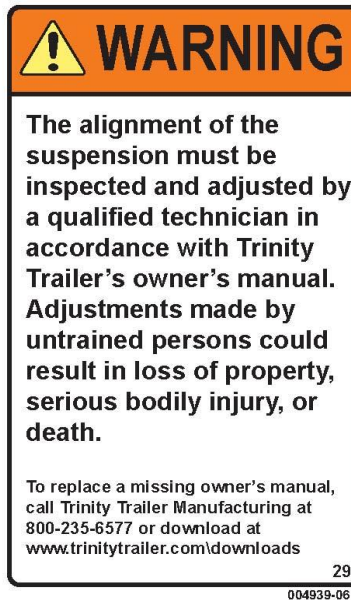 WARNING
The alignment of the
suspension must be
inspected and adjusted by
a qualified technician in
accordance with Trinity
Trailer's owner's manual.
Adjustments made by
untrained persons could
result in loss of property,
serious bodily injury, or
death.
To replace a missing owner's manual,
call Trinity Trailer Manufacturing at
800-235-6577 or download at
www.trinitytrailer.com\downloads
29
004939-06